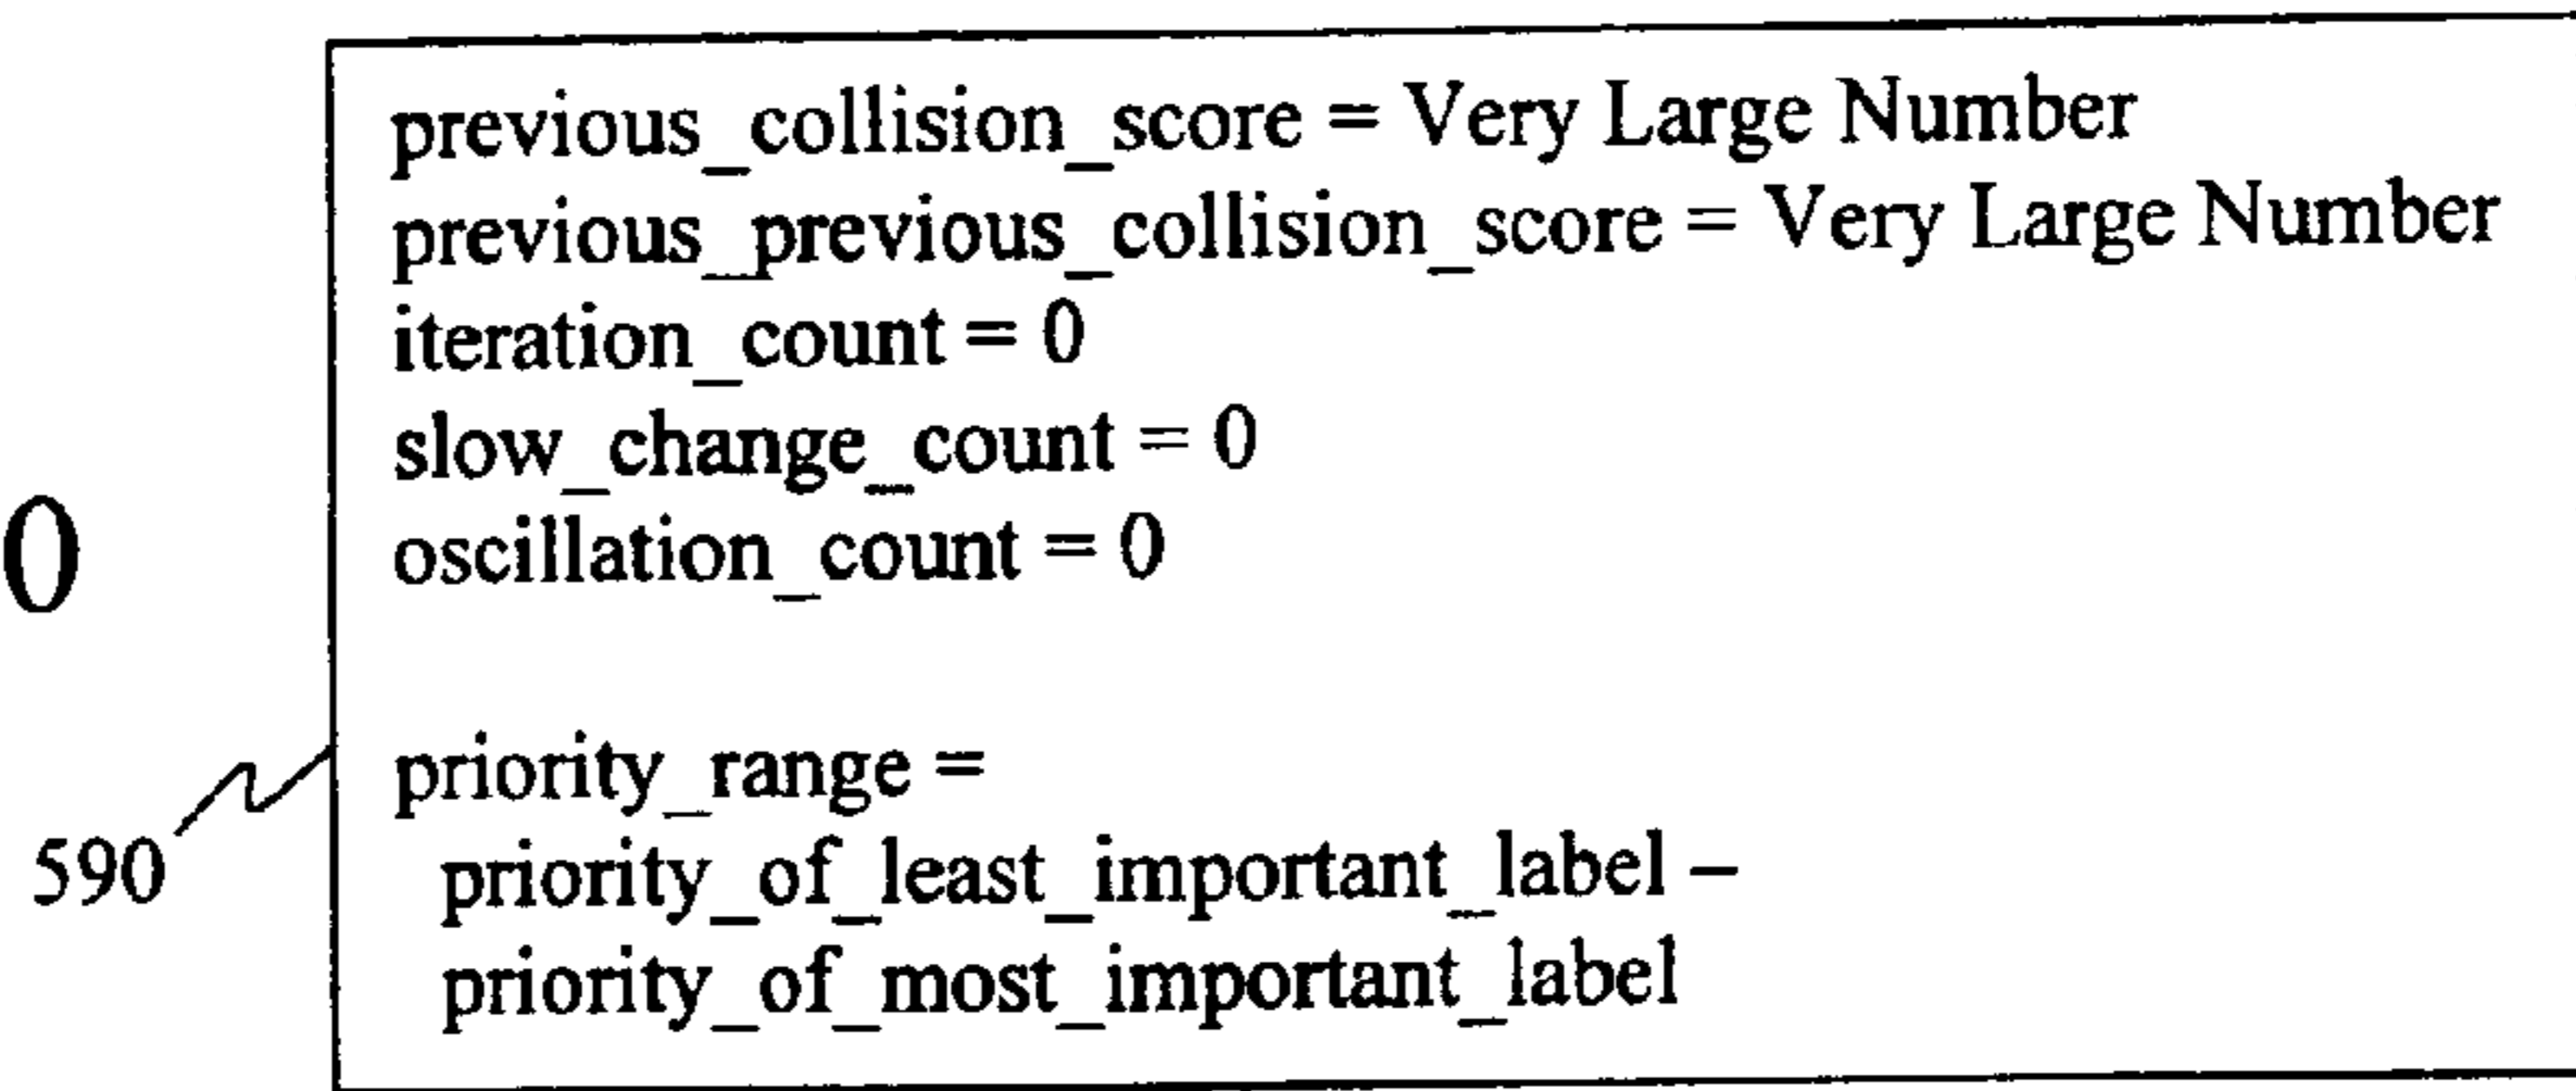 previous_collision_score = Very Large Number
previous_previous_collision_score = Very Large Number
iteration_count = 0
slow_change_count = 0
oscillation_count = 0
0
priority_range =
priority_of_least_important_label –
priority_of_most_important_label
590